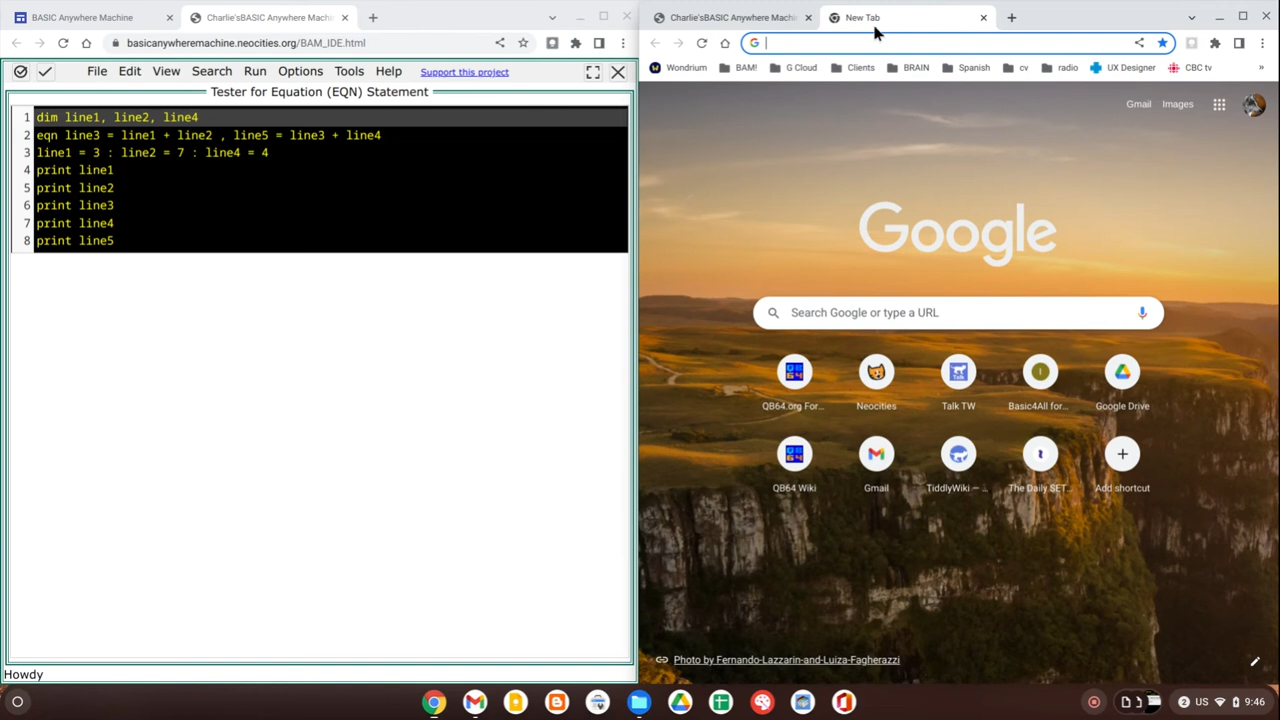 BASIC Anywhere Machine
Charlie'sBASIC Anywhere Machin
basicanywheremachine.neocities.org/BAM_IDE.html
File Edit View Search Run Options Tools Help Support this project
Tester for Equation (EQN) Statement
1 dim line1, line2, line4
2 eqn line3 = line1 + line2 , line5 = line3 + line4
3 line1 = 3 : line2 = 7 : line4 = 4
4 print line1
5 print line2
6 print line3
7 print line4
8 print line5
Howdy
Charlie'sBASIC Anywhere Machin
New Tab
Wondrium BAM! G Cloud Clients BRAIN Spanish cv radio UX Designer CBC tv »
Gmail Images
Google
Search Google or type a URL
QB64.org For... Neocities Talk TW Basic4All for... Google Drive
QB64 Wiki Gmail TiddlyWiki — ... The Daily SET... Add shortcut
Photo by Fernando-Lazzarin-and-Luiza-Fagherazzi
2 US 9:46